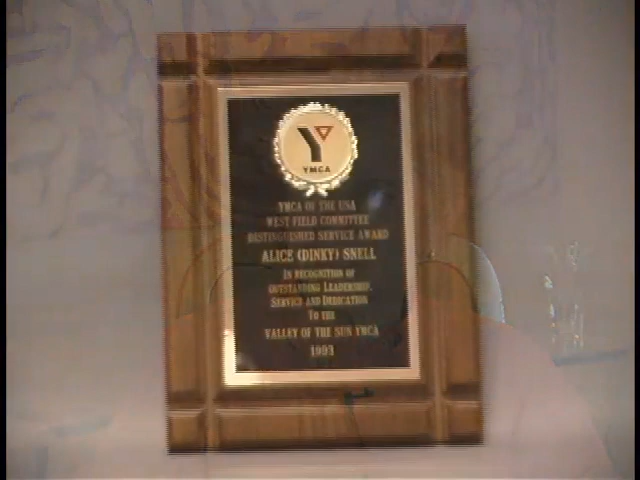 Y
YMCA
YMCA OF THE USA
WEST FIELD COMMITTEE
DISTINGUISHED SERVICE AWARD
ALICE (DINKY) SNELL
IN RECOGNITION OF
OUTSTANDING LEADERSHIP,
SERVICE AND DEDICATION
TO THE
VALLEY OF THE SUN YMCA
1993